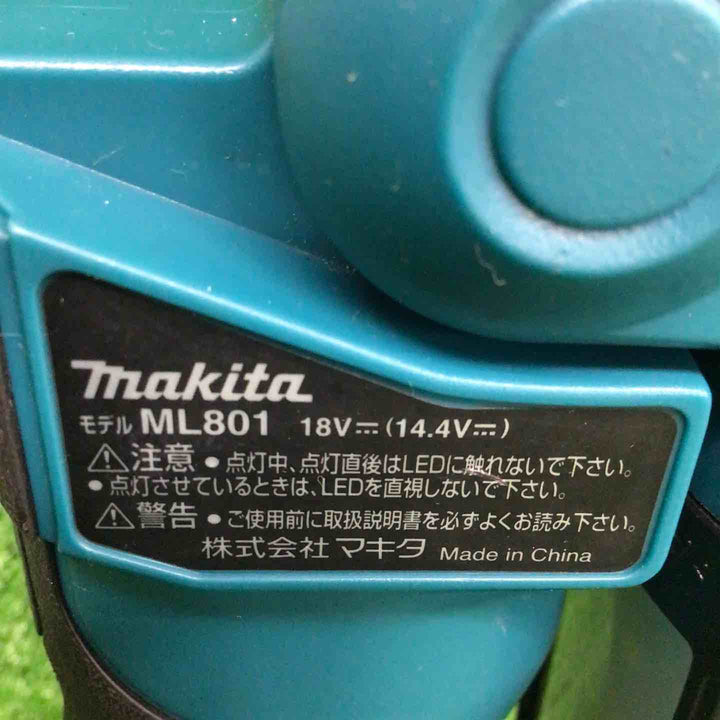 makita
モデル ML801 18V⎓(14.4V⎓)
⚠注意 ●点灯中、点灯直後はLEDに触れないで下さい。
●点灯させているときは、LEDを直視しないで下さい。
⚠警告 ●ご使用前に取扱説明書を必ずよくお読み下さい。
株式会社 マキタ Made in China